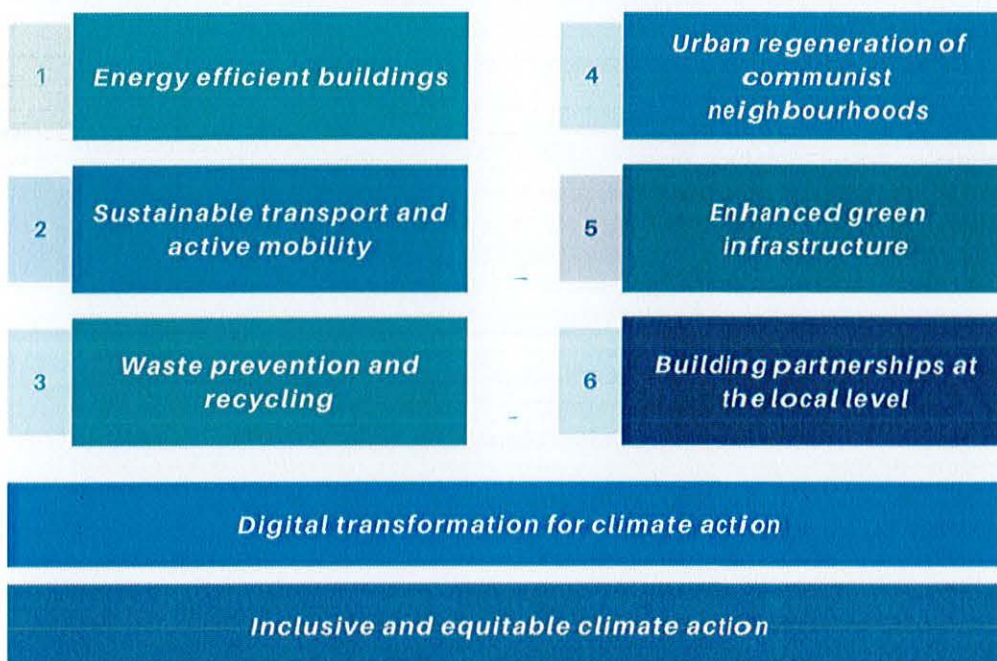 1
Energy efficient buildings
2
Sustainable transport and
active mobility
3
Waste prevention and
recycling
4
Urban regeneration of
communist
neighbourhoods
5
Enhanced green
infrastructure
6
Building partnerships at
the local level
Digital transformation for climate action
Inclusive and equitable climate action